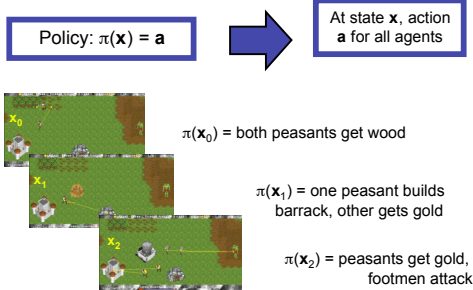 Policy: π(x) = a
At state x, action
a for all agents
x₀
π(x₀) = both peasants get wood
x₁
π(x₁) = one peasant builds
barrack, other gets gold
x₂
π(x₂) = peasants get gold,
footmen attack